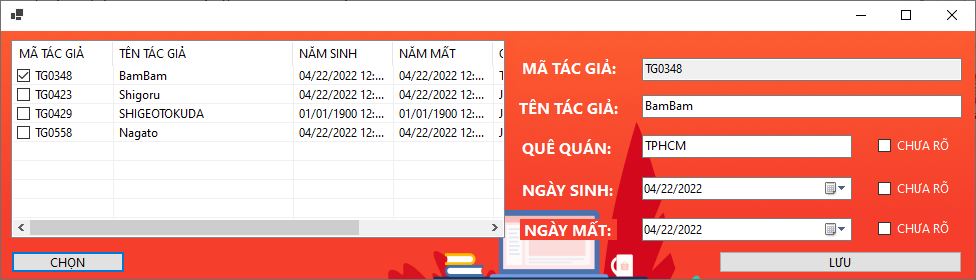 MÃ TÁC GIẢ TÊN TÁC GIẢ NĂM SINH NĂM MẤT
TG0348 BamBam 04/22/2022 12:... 04/22/2022 12:...
TG0423 Shigoru 04/22/2022 12:... 04/22/2022 12:...
TG0429 SHIGEOTOKUDA 01/01/1900 12:... 01/01/1900 12:...
TG0558 Nagato 04/22/2022 12:... 04/22/2022 12:...
CHỌN
MÃ TÁC GIẢ: TG0348
TÊN TÁC GIẢ: BamBam
QUÊ QUÁN: TPHCM CHƯA RÕ
NGÀY SINH: 04/22/2022 CHƯA RÕ
NGÀY MẤT: 04/22/2022 CHƯA RÕ
LƯU